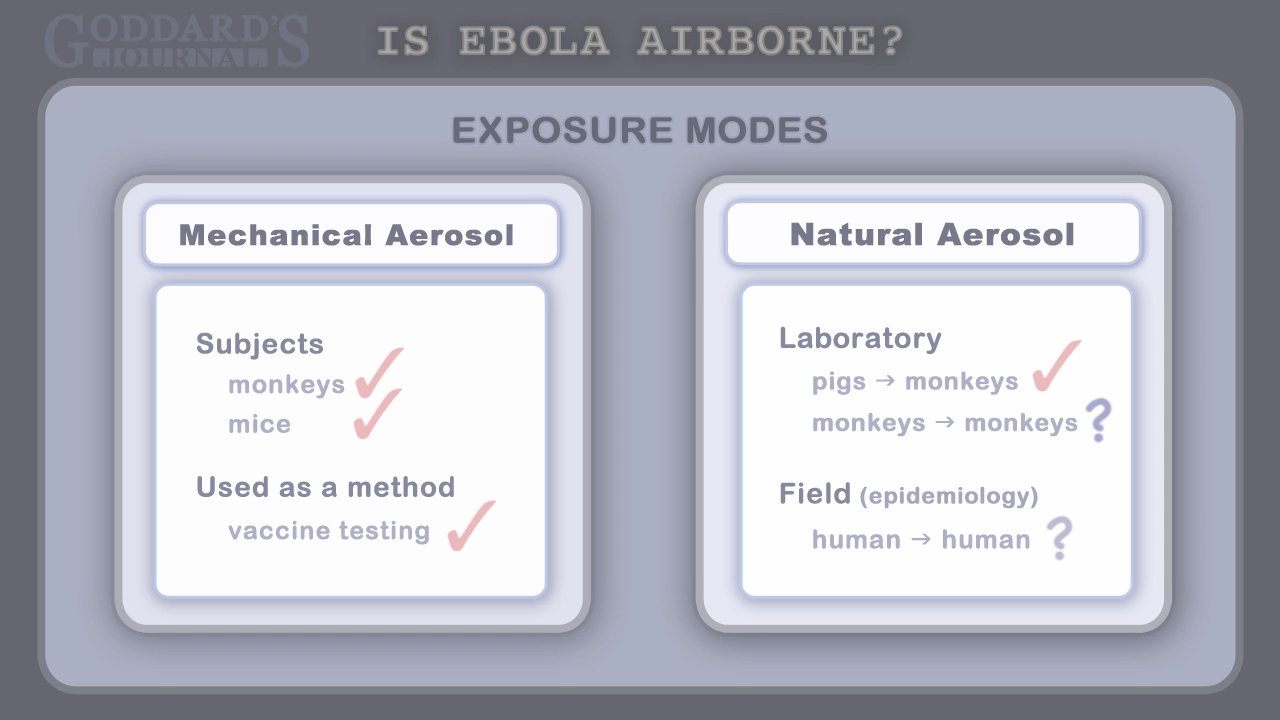 GODDARD'S
JOURNAL
IS EBOLA AIRBORNE?
EXPOSURE MODES
Mechanical Aerosol
Subjects
monkeys ✓
mice ✓
Used as a method
vaccine testing ✓
Natural Aerosol
Laboratory
pigs → monkeys ✓
monkeys → monkeys ?
Field (epidemiology)
human → human ?